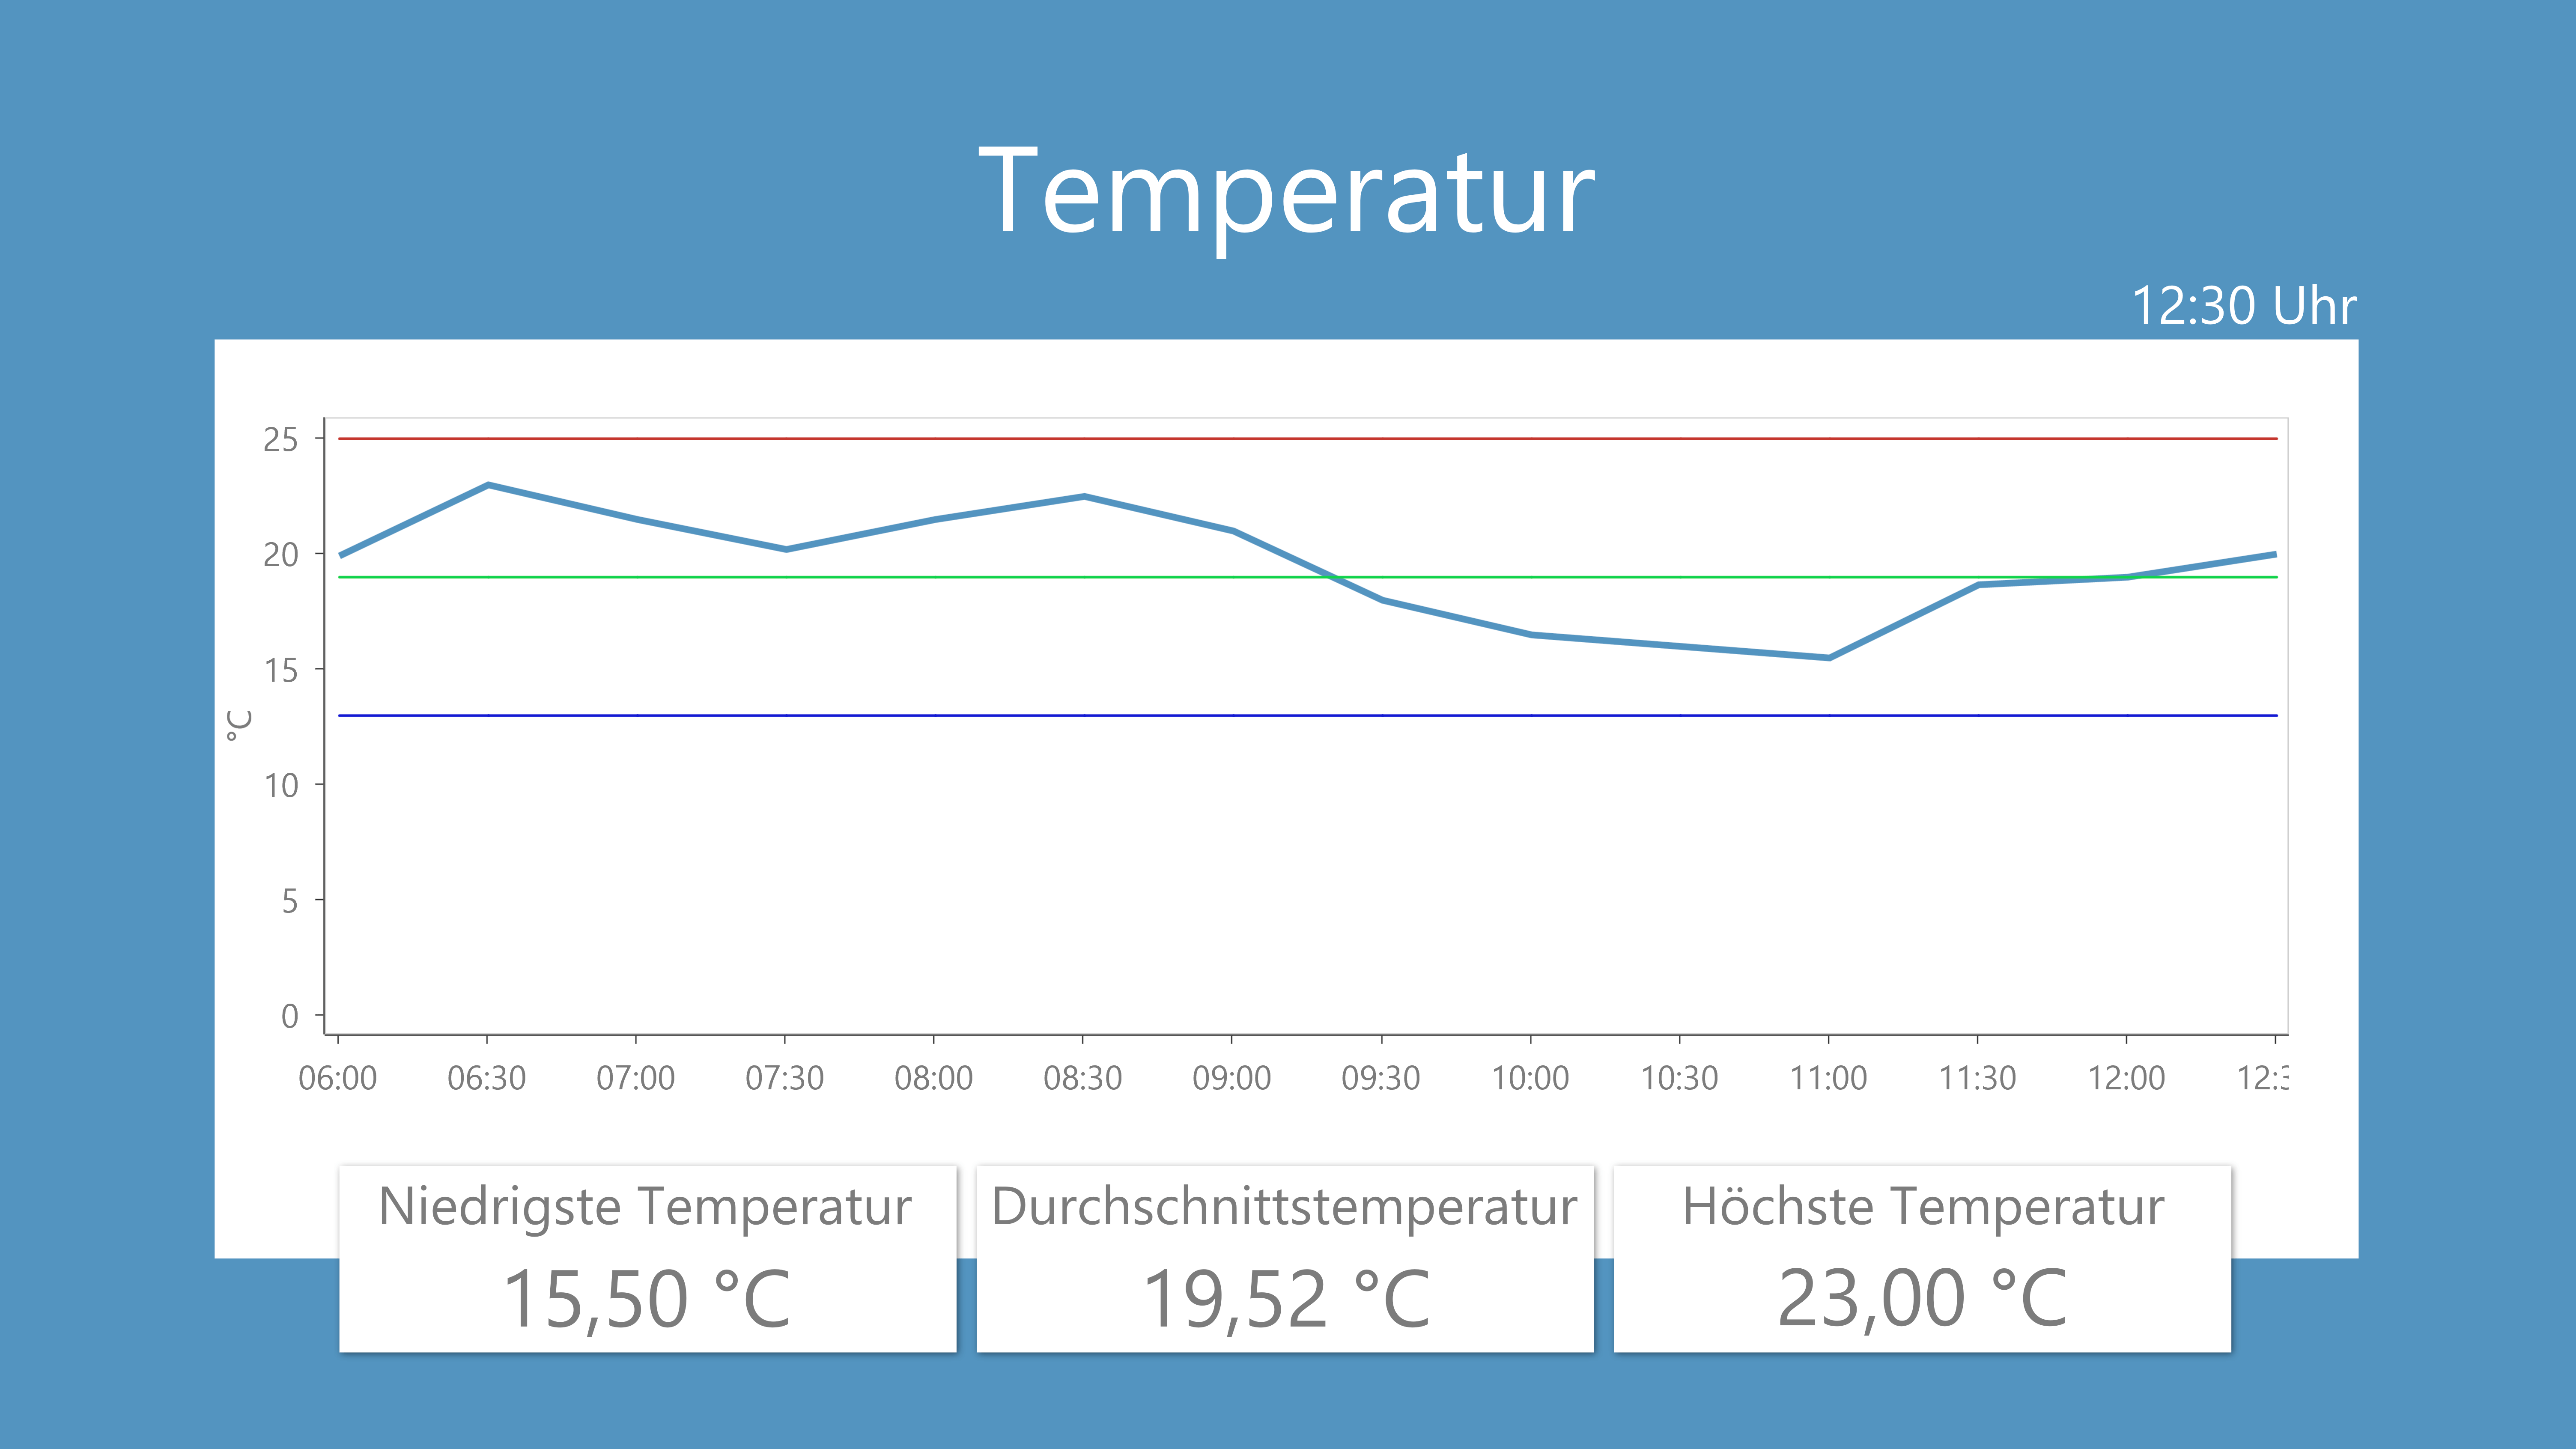 Temperatur
12:30 Uhr
25
20
15
10
5
0
°C
06:00 06:30 07:00 07:30 08:00 08:30 09:00 09:30 10:00 10:30 11:00 11:30 12:00
Niedrigste Temperatur
15,50 °C
Durchschnittstemperatur
19,52 °C
Höchste Temperatur
23,00 °C